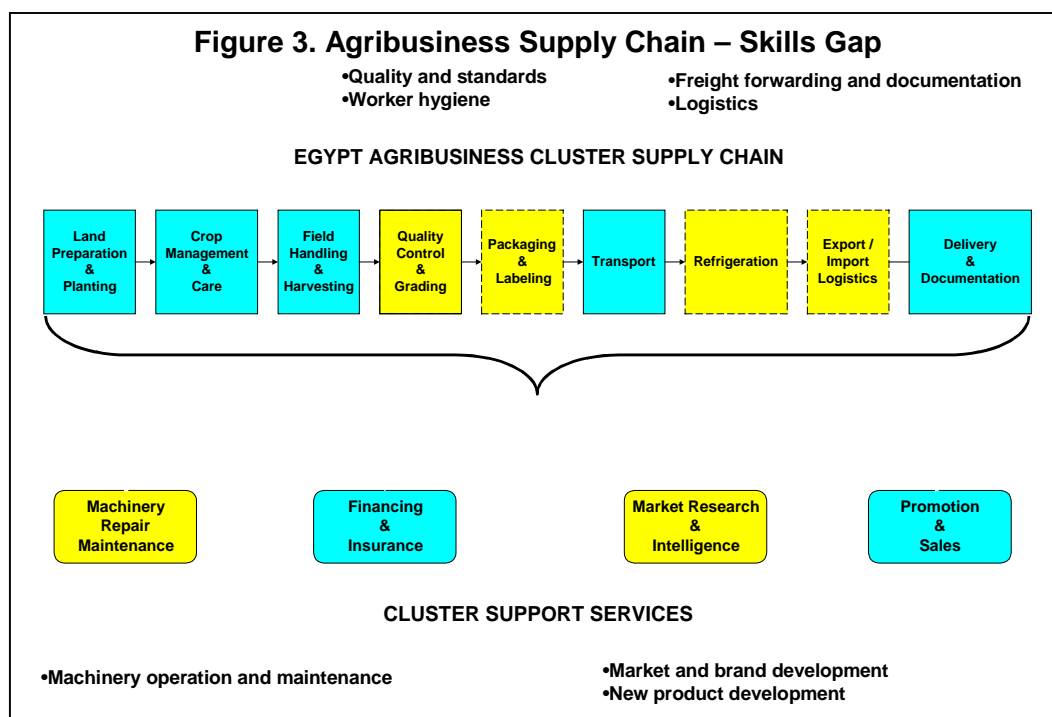 Figure 3. Agribusiness Supply Chain – Skills Gap
•Quality and standards
•Worker hygiene
•Freight forwarding and documentation
•Logistics
EGYPT AGRIBUSINESS CLUSTER SUPPLY CHAIN
Land
Preparation
&
Planting
Crop
Management
&
Care
Field
Handling
&
Harvesting
Quality
Control
&
Grading
Packaging
&
Labeling
Transport
Refrigeration
Export /
Import
Logistics
Delivery
&
Documentation
Machinery
Repair
Maintenance
Financing
&
Insurance
Market Research
&
Intelligence
Promotion
&
Sales
CLUSTER SUPPORT SERVICES
•Machinery operation and maintenance
•Market and brand development
•New product development